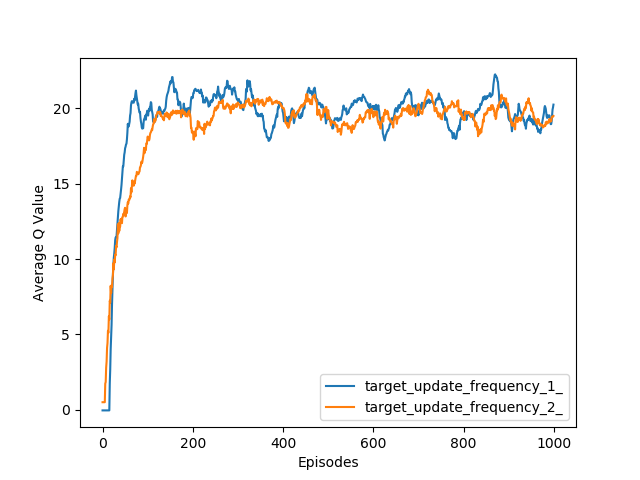 20
15
10
5
0
0 200 400 600 800 1000
Average Q Value
Episodes
target_update_frequency_1_
target_update_frequency_2_